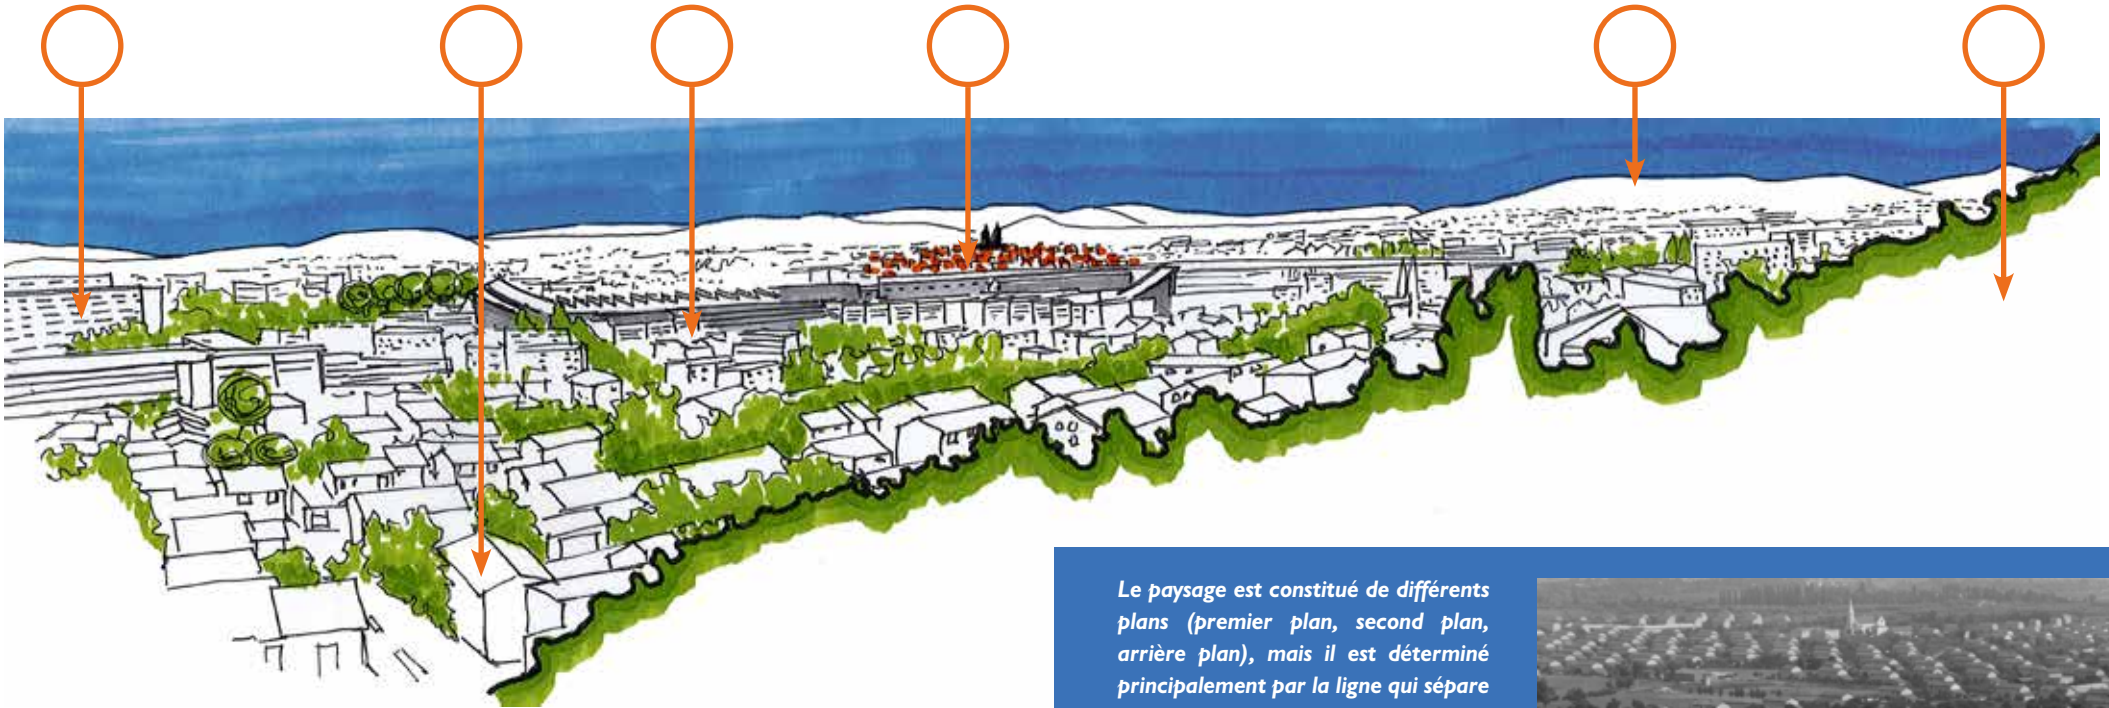 Le paysage est constitué de différents
plans (premier plan, second plan,
arrière plan), mais il est déterminé
principalement par la ligne qui sépare